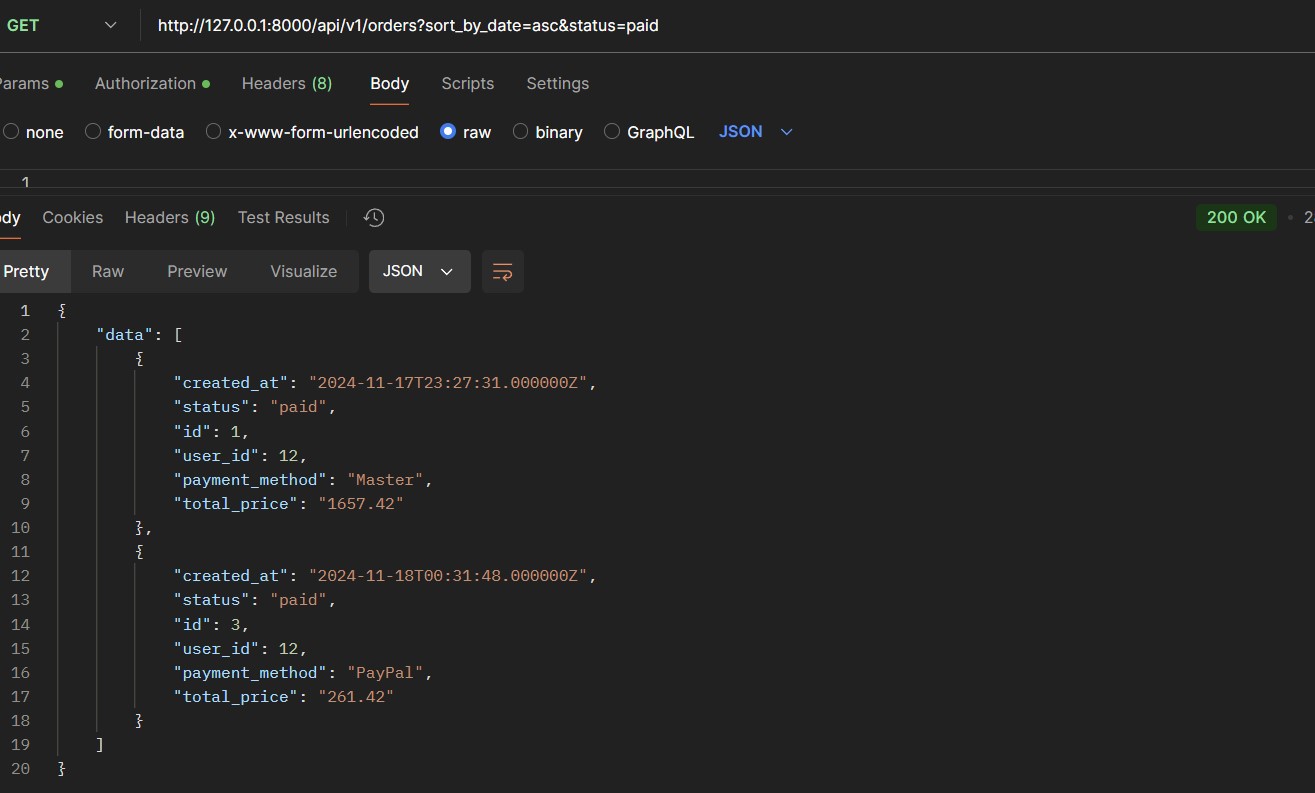 GET http://127.0.0.1:8000/api/v1/orders?sort_by_date=asc&status=paid
Params Authorization Headers (8) Body Scripts Settings
none form-data x-www-form-urlencoded raw binary GraphQL JSON
1
ody Cookies Headers (9) Test Results 200 OK • 2
Pretty Raw Preview Visualize JSON
1 {
2 "data": [
3 {
4 "created_at": "2024-11-17T23:27:31.000000Z",
5 "status": "paid",
6 "id": 1,
7 "user_id": 12,
8 "payment_method": "Master",
9 "total_price": "1657.42"
10 },
11 {
12 "created_at": "2024-11-18T00:31:48.000000Z",
13 "status": "paid",
14 "id": 3,
15 "user_id": 12,
16 "payment_method": "PayPal",
17 "total_price": "261.42"
18 }
19 ]
20 }